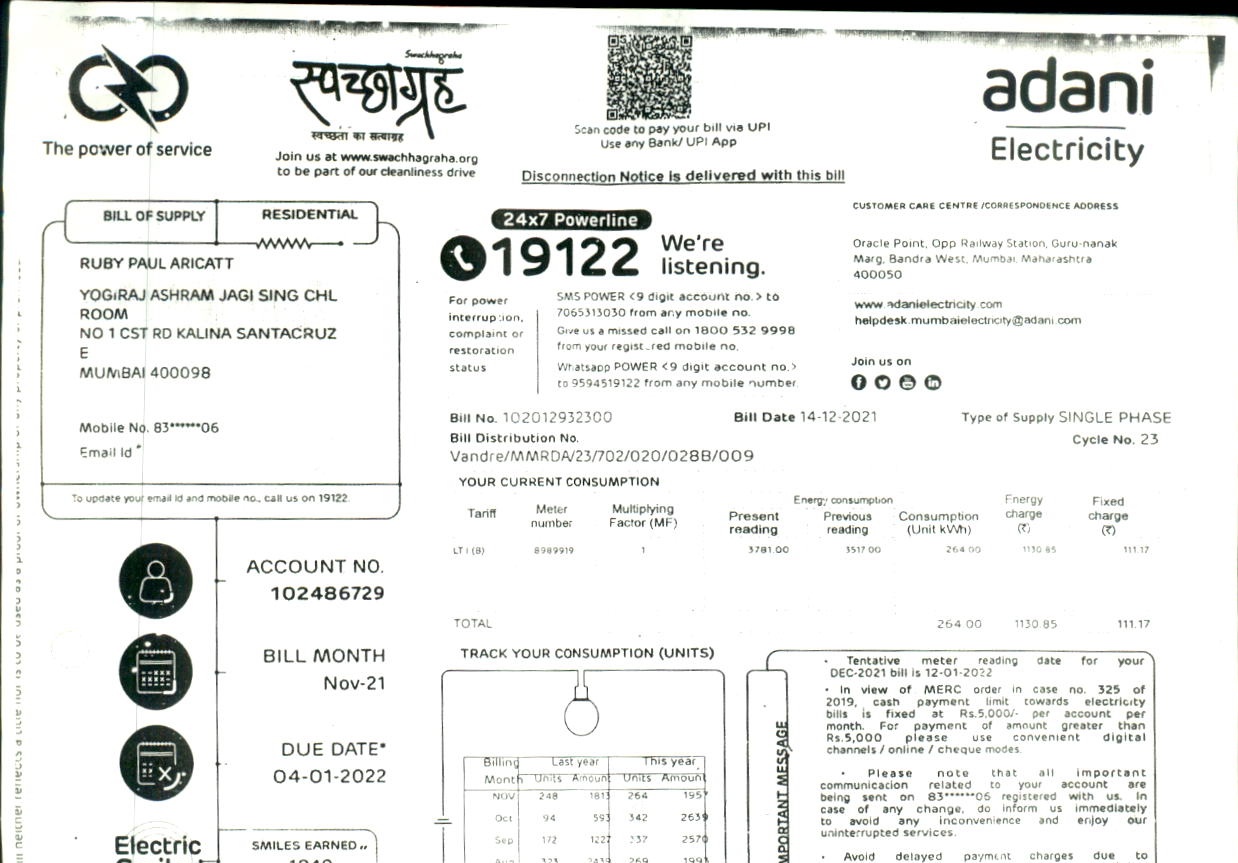 The power of service
Swachhagraha
स्वच्छाग्रह
स्वच्छता का सत्याग्रह
Join us at www.swachhagraha.org
to be part of our cleanliness drive
Scan code to pay your bill via UPI
Use any Bank/ UPI App
Disconnection Notice is delivered with this bill
adani
Electricity
BILL OF SUPPLY RESIDENTIAL
RUBY PAUL ARICATT
YOGIRAJ ASHRAM JAGI SING CHL
ROOM
NO 1 CST RD KALINA SANTACRUZ
E
MUMBAI 400098
Mobile No. 83******06
Email Id *
To update your email id and mobile no., call us on 19122.
24x7 Powerline
19122 We're
listening.
For power
interruption,
complaint or
restoration
status
SMS POWER <9 digit account no.> to
7065313030 from any mobile no.
Give us a missed call on 1800 532 9998
from your registered mobile no.
Whatsapp POWER <9 digit account no.>
to 9594519122 from any mobile number.
CUSTOMER CARE CENTRE /CORRESPONDENCE ADDRESS
Oracle Point, Opp Railway Station, Guru-nanak
Marg, Bandra West, Mumbai, Maharashtra
400050
www.adanielectricity.com
helpdesk.mumbaielectricity@adani.com
Join us on
Bill No. 102012932300 Bill Date 14-12-2021 Type of Supply SINGLE PHASE
Bill Distribution No. Cycle No. 23
Vandre/MMRDA/23/702/020/028B/009
YOUR CURRENT CONSUMPTION
Tariff Meter number Multiplying Factor (MF) Energy consumption Present reading Previous reading Consumption (Unit kWh) Energy charge (₹) Fixed charge (₹)
LT I (B) 8989919 1 3781.00 3517.00 264.00 1130.85 111.17
TOTAL 264.00 1130.85 111.17
ACCOUNT NO.
102486729
BILL MONTH
Nov-21
DUE DATE*
04-01-2022
Electric
SMILES EARNED
TRACK YOUR CONSUMPTION (UNITS)
Billing Last year This year
Month Units Amount Units Amount
NOV 248 1813 264 1957
Oct 94 593 342 2639
Sep 172 1227 337 2570
323 2439 269 1991
IMPORTANT MESSAGE
• Tentative meter reading date for your
DEC-2021 bill is 12-01-2022
• In view of MERC order in case no. 325 of
2019, cash payment limit towards electricity
bills is fixed at Rs.5,000/- per account per
month. For payment of amount greater than
Rs.5,000 please use convenient digital
channels / online / cheque modes.
• Please note that all important
communication related to your account are
being sent on 83******06 registered with us. In
case of any change, do inform us immediately
to avoid any inconvenience and enjoy our
uninterrupted services.
• Avoid delayed payment charges due to